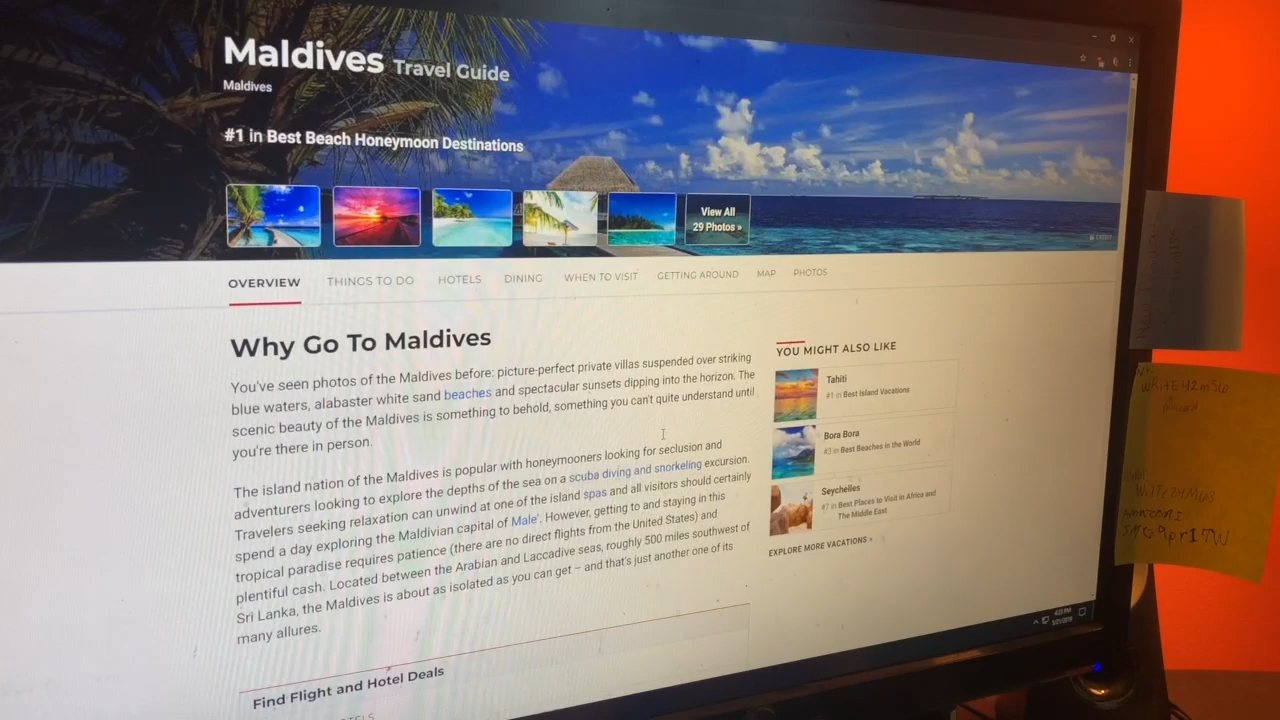 Maldives Travel Guide
Maldives
#1 in Best Beach Honeymoon Destinations
View All
29 Photos »
CREDIT
OVERVIEW THINGS TO DO HOTELS DINING WHEN TO VISIT GETTING AROUND MAP PHOTOS
Why Go To Maldives
You've seen photos of the Maldives before: picture-perfect private villas suspended over striking
blue waters, alabaster white sand beaches and spectacular sunsets dipping into the horizon. The
scenic beauty of the Maldives is something to behold, something you can't quite understand until
you're there in person.
The island nation of the Maldives is popular with honeymooners looking for seclusion and
adventurers looking to explore the depths of the sea on a scuba diving and snorkeling excursion.
Travelers seeking relaxation can unwind at one of the island spas and all visitors should certainly
spend a day exploring the Maldivian capital of Male'. However, getting to and staying in this
tropical paradise requires patience (there are no direct flights from the United States) and
plentiful cash. Located between the Arabian and Laccadive seas, roughly 500 miles southwest of
Sri Lanka, the Maldives is about as isolated as you can get – and that's just another one of its
many allures.
Find Flight and Hotel Deals
YOU MIGHT ALSO LIKE
Tahiti
#1 in Best Island Vacations
Bora Bora
#3 in Best Beaches in the World
Seychelles
#7 in Best Places to Visit in Africa and
The Middle East
EXPLORE MORE VACATIONS >
4:20 PM
5/21/2019